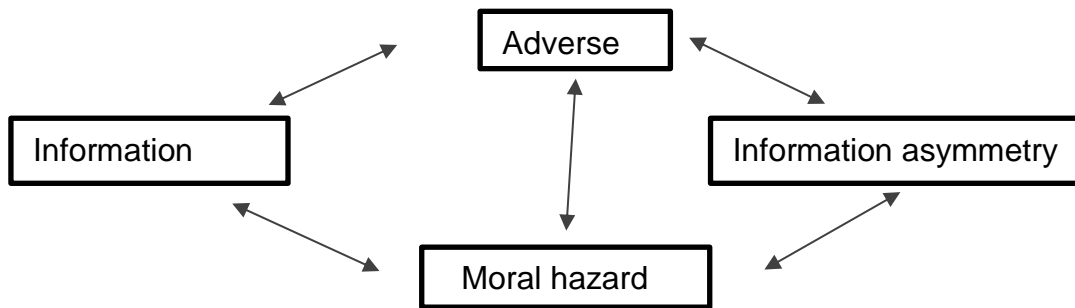 Adverse
Information
Information asymmetry
Moral hazard